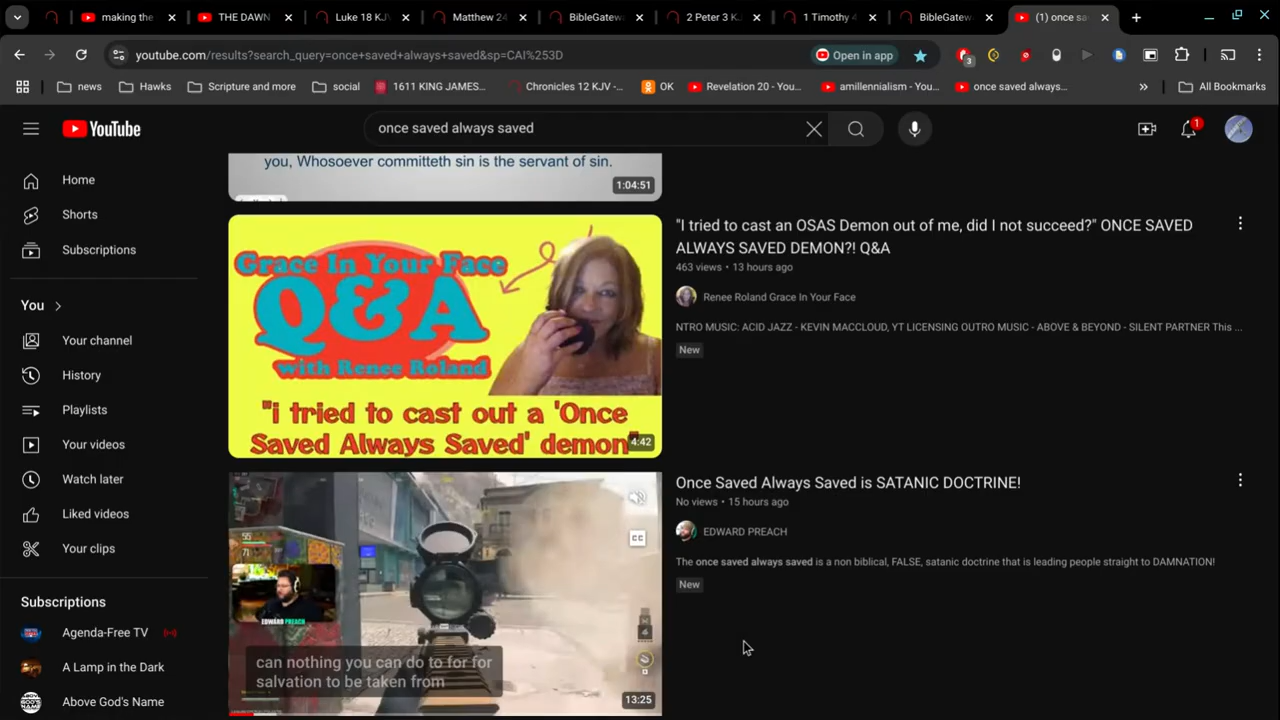 making the
THE DAWN
Luke 18 KJV
Matthew 24
BibleGatew
2 Peter 3 K
1 Timothy 4
BibleGatew
(1) once sa
youtube.com/results?search_query=once+saved+always+saved&sp=CAI%253D
Open in app
3
news
Hawks
Scripture and more
social
1611 KING JAMES...
Chronicles 12 KJV -...
OK
Revelation 20 - You...
amillennialism - You...
once saved always...
»
All Bookmarks
YouTube
once saved always saved
1
Home
Shorts
Subscriptions
You
Your channel
History
Playlists
Your videos
Watch later
Liked videos
Your clips
Subscriptions
Agenda-Free TV
A Lamp in the Dark
Above God's Name
you, Whosoever committeth sin is the servant of sin.
1:04:51
Grace In Your Face
Q&A
with Renee Roland
"i tried to cast out a 'Once
Saved Always Saved' demon"
4:42
"I tried to cast an OSAS Demon out of me, did I not succeed?" ONCE SAVED
ALWAYS SAVED DEMON?! Q&A
463 views • 13 hours ago
Renee Roland Grace In Your Face
NTRO MUSIC: ACID JAZZ - KEVIN MACCLOUD, YT LICENSING OUTRO MUSIC - ABOVE & BEYOND - SILENT PARTNER This ...
New
55
71
CC
EDWARD PREACH
can nothing you can do to for for
salvation to be taken from
13:25
Once Saved Always Saved is SATANIC DOCTRINE!
No views • 15 hours ago
EDWARD PREACH
The once saved always saved is a non biblical, FALSE, satanic doctrine that is leading people straight to DAMNATION!
New